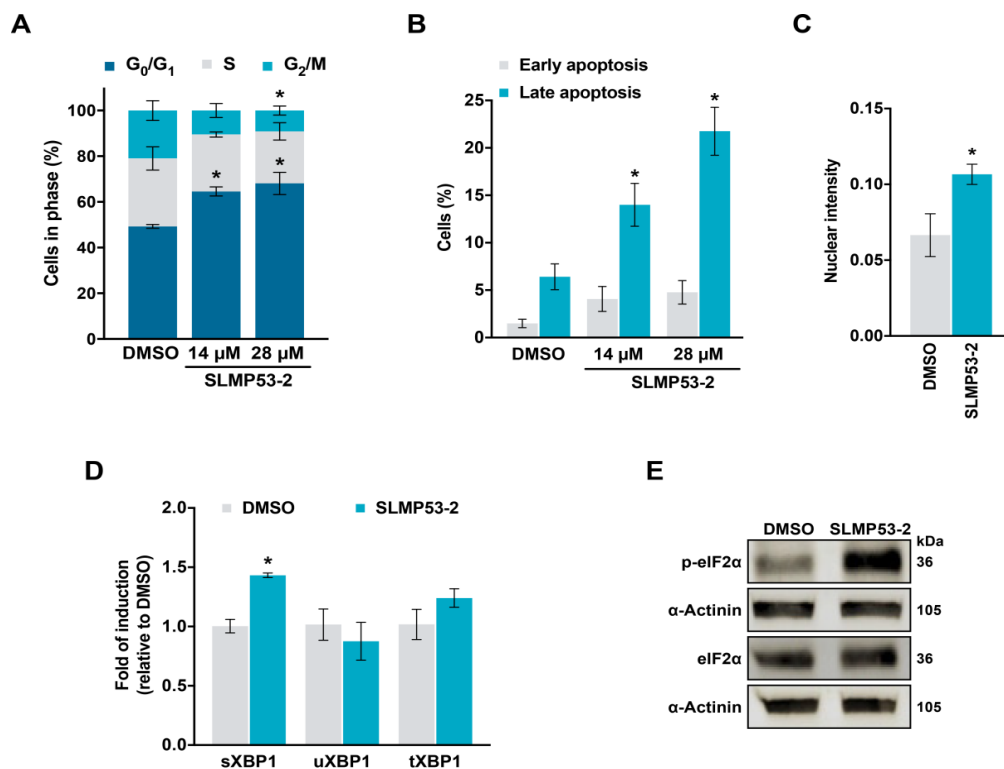 A
G0/G1 S G2/M
*
* *
Cells in phase (%)
100
80
60
40
20
0
DMSO 14 µM 28 µM
SLMP53-2
B
Early apoptosis
Late apoptosis
*
*
Cells (%)
25
20
15
10
5
0
DMSO 14 µM 28 µM
SLMP53-2
C
*
Nuclear intensity
0.15
0.10
0.05
0.00
DMSO
SLMP53-2
D
DMSO SLMP53-2
*
Fold of induction
(relative to DMSO)
2.0
1.5
1.0
0.5
0.0
sXBP1 uXBP1 tXBP1
E
DMSO SLMP53-2 kDa
p-eIF2α 36
α-Actinin 105
eIF2α 36
α-Actinin 105